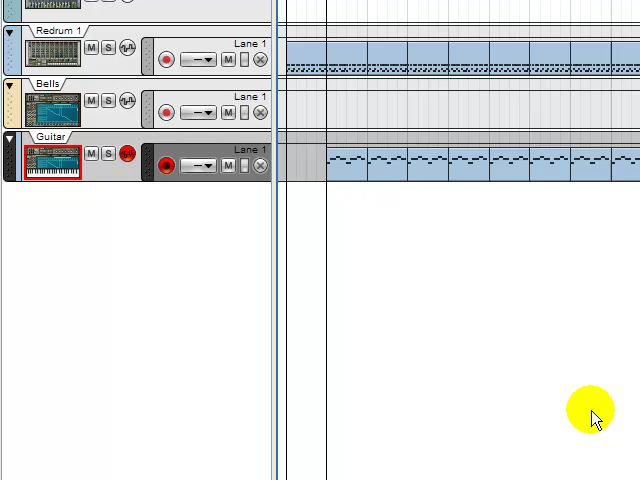 Redrum 1
M S
Lane 1
M
Bells
M S
Lane 1
M
Guitar
M S
Lane 1
M